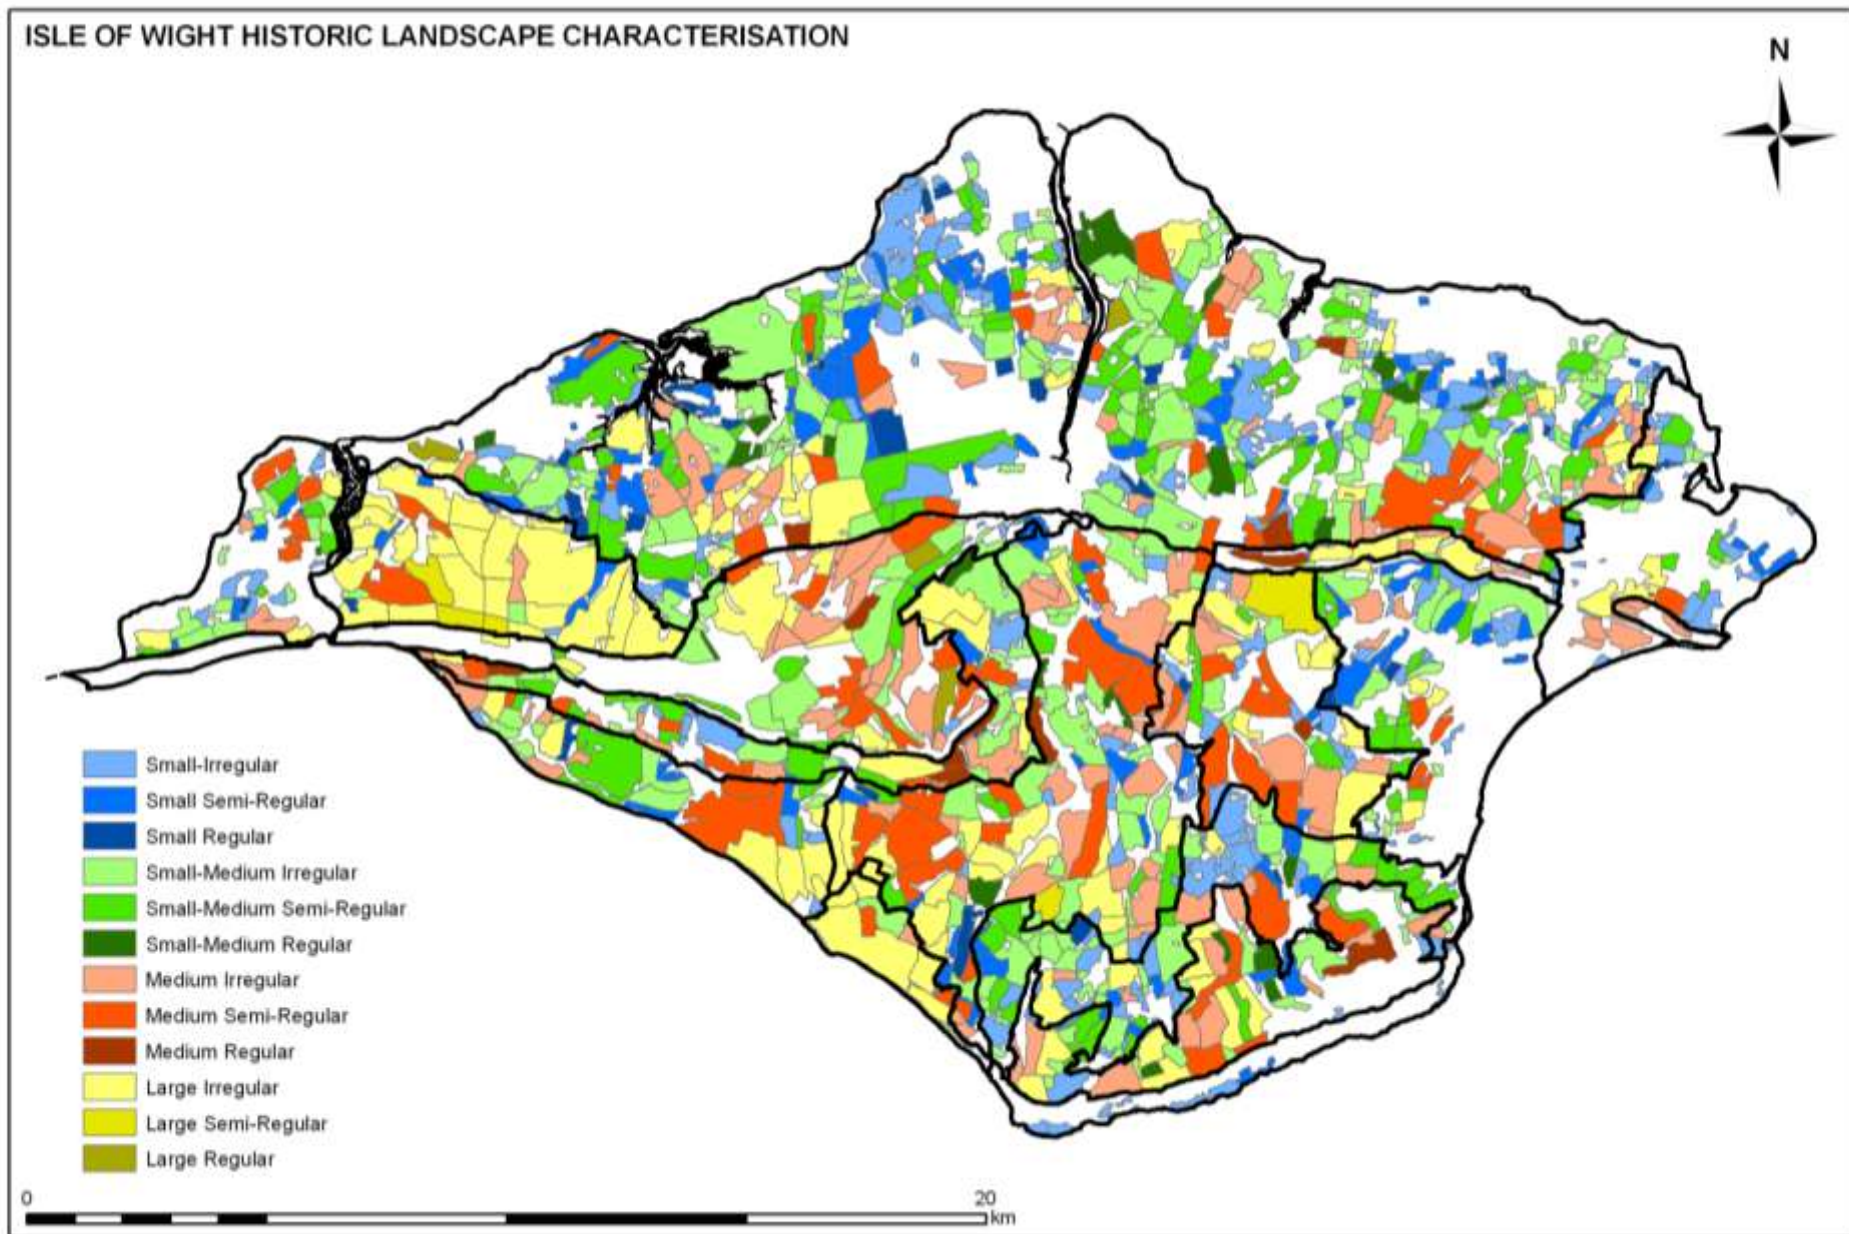 ISLE OF WIGHT HISTORIC LANDSCAPE CHARACTERISATION
N
Small-Irregular
Small Semi-Regular
Small Regular
Small-Medium Irregular
Small-Medium Semi-Regular
Small-Medium Regular
Medium Irregular
Medium Semi-Regular
Medium Regular
Large Irregular
Large Semi-Regular
Large Regular
0 20
km